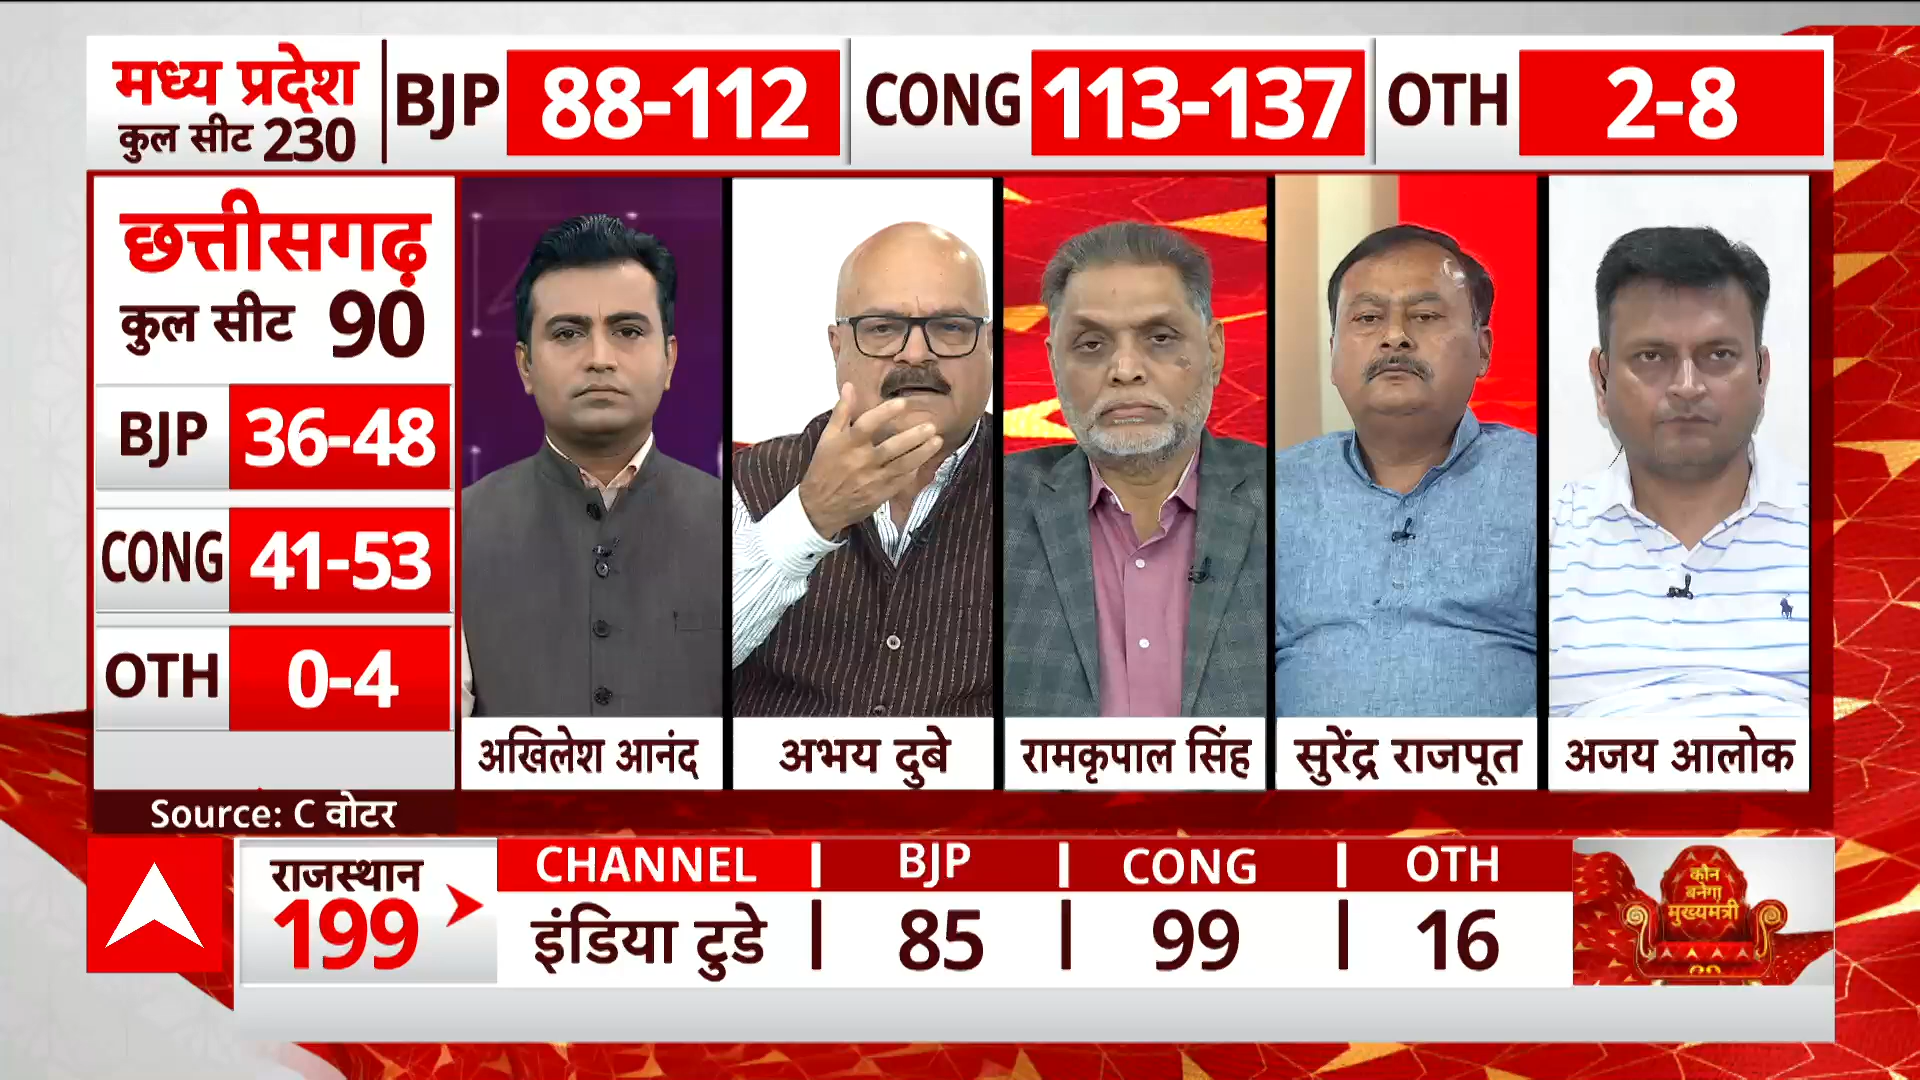 मध्य प्रदेश
कुल सीट 230
BJP 88-112
CONG 113-137
OTH 2-8
छत्तीसगढ़
कुल सीट 90
BJP 36-48
CONG 41-53
OTH 0-4
अखिलेश आनंद
अभय दुबे
रामकृपाल सिंह
सुरेंद्र राजपूत
अजय आलोक
Source: C वोटर
राजस्थान
199
CHANNEL BJP CONG OTH
इंडिया टुडे 85 99 16
कौन
बनेगा
मुख्यमंत्री